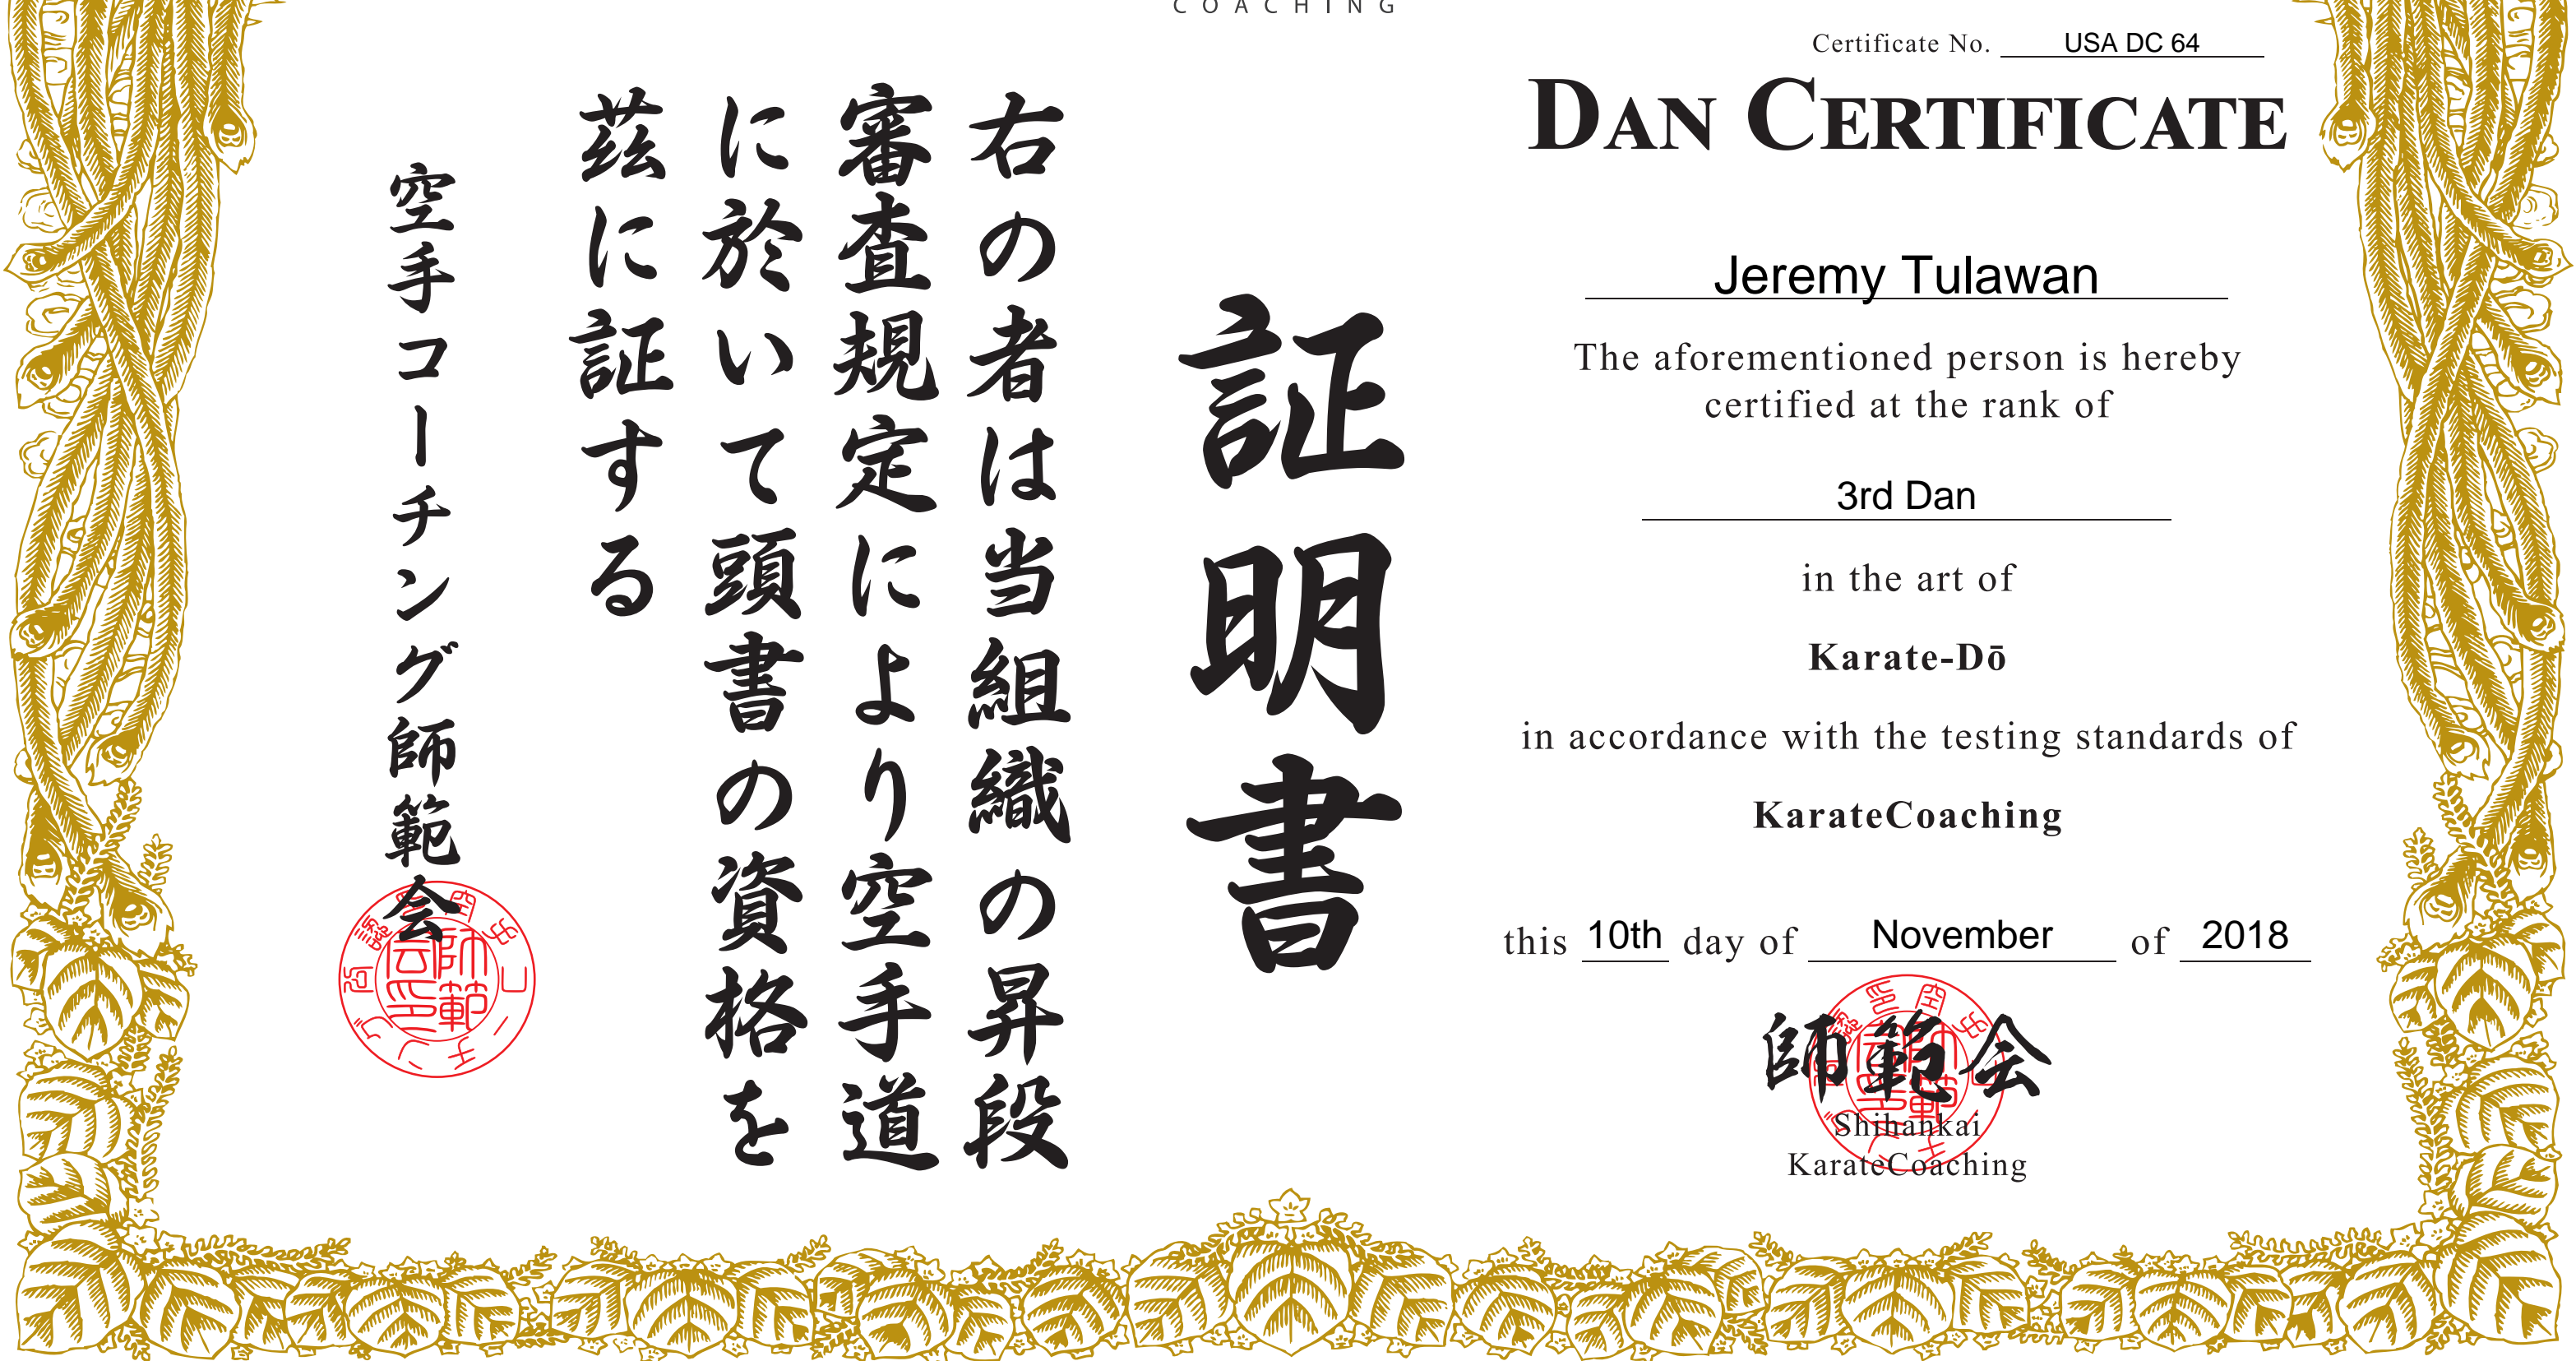 COACHING
Certificate No. USA DC 64
DAN CERTIFICATE
Jeremy Tulawan
The aforementioned person is hereby
certified at the rank of
3rd Dan
in the art of
Karate-Dō
in accordance with the testing standards of
KarateCoaching
this 10th day of November of 2018
師範会
Shihankai
KarateCoaching
証明書
右の者は当組織の昇段
審査規定により空手道
に於いて頭書の資格を
茲に証する
空手コーチング師範会